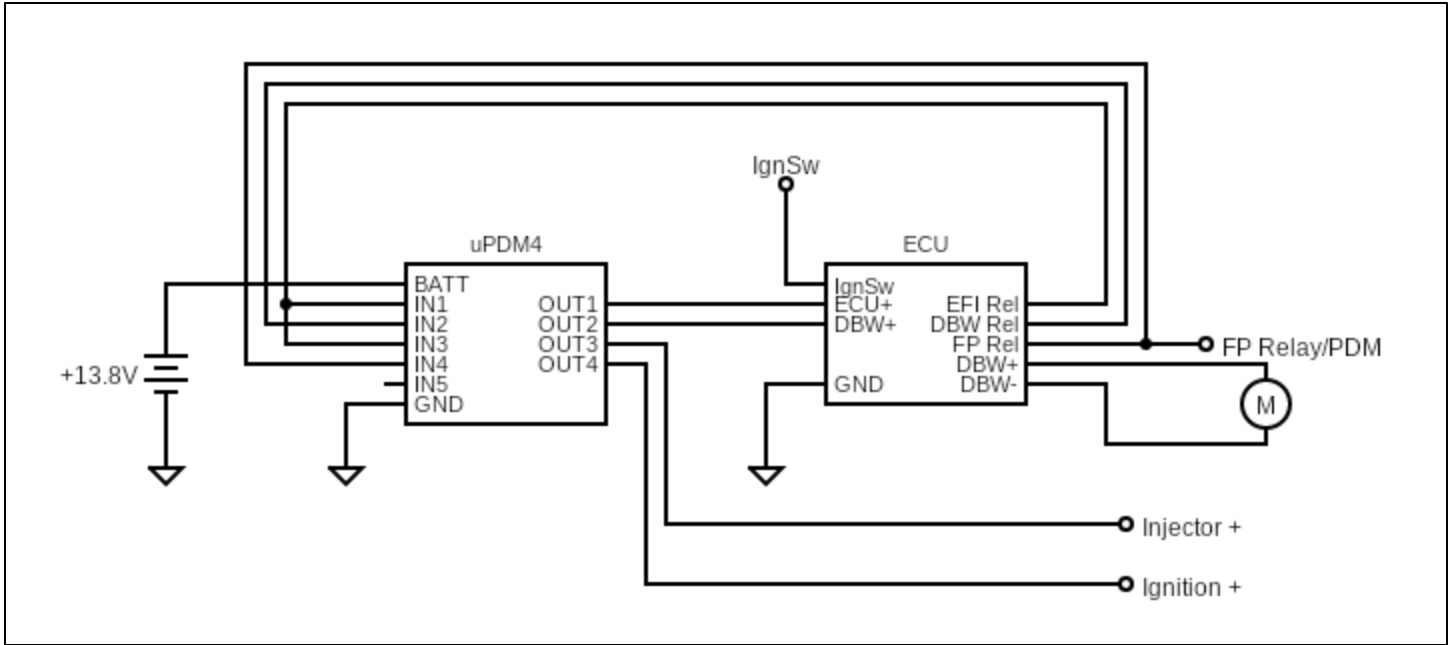 IgnSw
uPDM4
ECU
BATT
IN1
IN2
IN3
IN4
IN5
GND
OUT1
OUT2
OUT3
OUT4
IgnSw
ECU+
DBW+
GND
EFI Rel
DBW Rel
FP Rel
DBW+
DBW-
FP Relay/PDM
+13.8V
M
Injector +
Ignition +